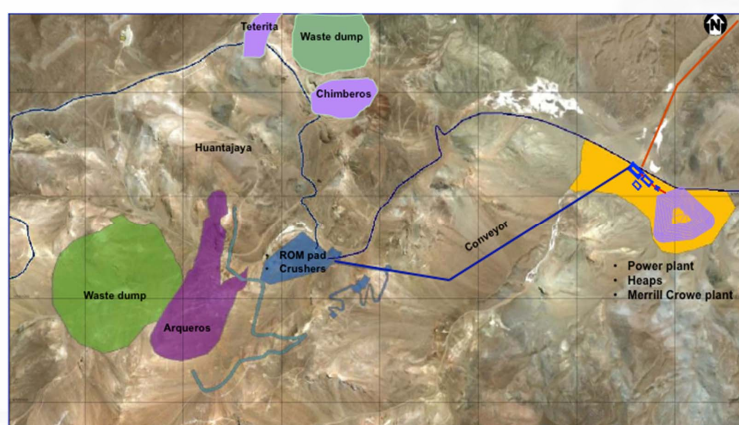 Teterita
Waste dump
N
Chimberos
Huantajaya
Conveyor
ROM pad
Crushers
• Power plant
• Heaps
• Merrill Crowe plant
Waste dump
Arqueros